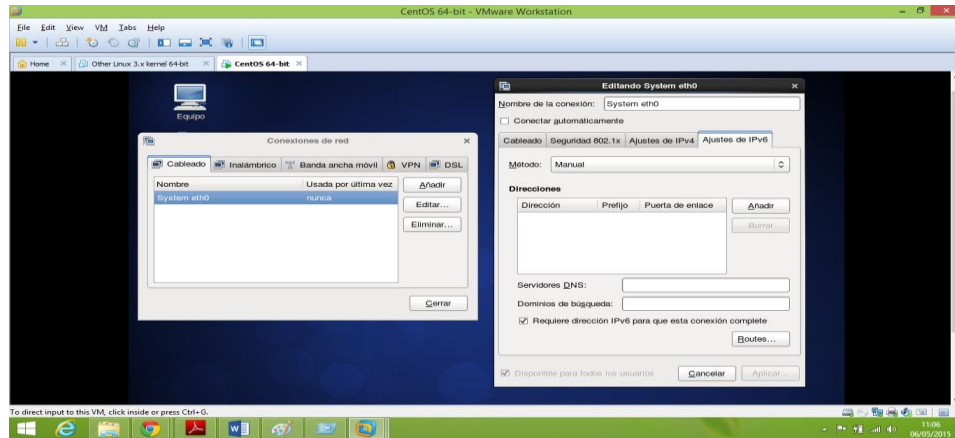 CentOS 64-bit - VMware Workstation
File Edit View VM Tabs Help
Home × Other Linux 3.x kernel 64-bit × CentOS 64-bit ×
Equipo
Conexiones de red ×
Cableado Inalámbrico Banda ancha móvil VPN DSL
Nombre Usada por última vez
System eth0 nunca
Añadir
Editar...
Eliminar...
Cerrar
Editando System eth0 ×
Nombre de la conexión: System eth0
Conectar automáticamente
Cableado Seguridad 802.1x Ajustes de IPv4 Ajustes de IPv6
Método: Manual
Direcciones
Dirección Prefijo Puerta de enlace
Añadir
Borrar
Servidores DNS:
Dominios de búsqueda:
Requiere dirección IPv6 para que esta conexión complete
Routes...
Disponible para todos los usuarios
Cancelar Aplicar...
To direct input to this VM, click inside or press Ctrl+G.
11:06
06/05/2015